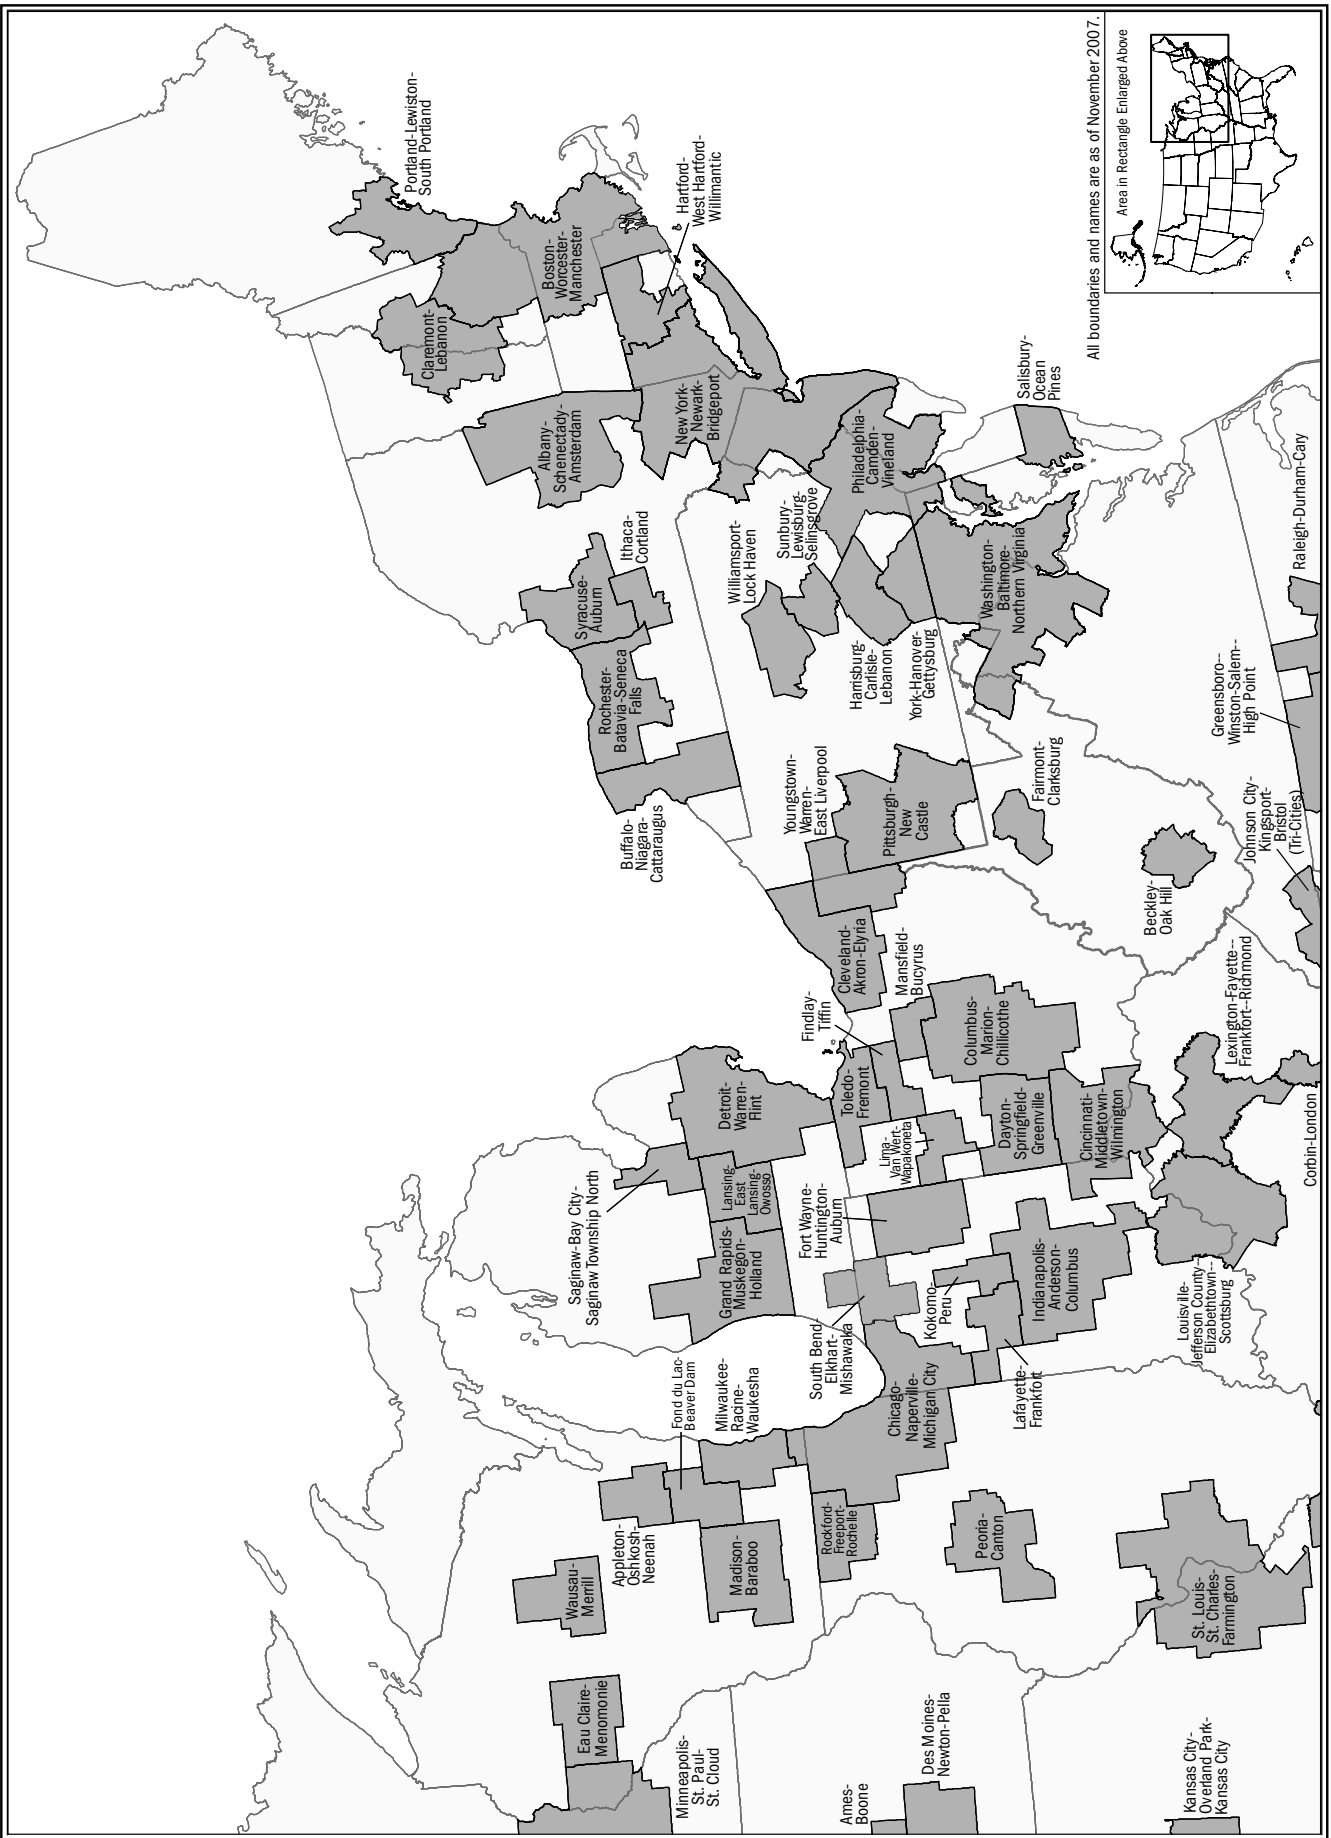 Portland-Lewiston-
South Portland
Claremont-
Lebanon
Boston-
Worcester-
Manchester
Hartford-
West Hartford-
Willimantic
Albany-
Schenectady-
Amsterdam
New York-
Newark-
Bridgeport
Syracuse-
Auburn
Ithaca-
Cortland
Rochester-
Batavia-Seneca
Falls
Buffalo-
Niagara-
Cattaraugus
Williamsport-
Lock Haven
Sunbury-
Lewisburg-
Selinsgrove
Philadelphia-
Camden-
Vineland
Salisbury-
Ocean
Pines
Harrisburg-
Carlisle-
Lebanon
York-Hanover-
Gettysburg
Washington-
Baltimore-
Northern Virginia
Youngstown-
Warren-
East Liverpool
Pittsburgh-
New
Castle
Fairmont-
Clarksburg
Beckley-
Oak Hill
Greensboro--
Winston-Salem--
High Point
Raleigh-Durham-Cary
Johnson City-
Kingsport-
Bristol
(Tri-Cities)
Cleveland-
Akron-Elyria
Mansfield-
Bucyrus
Findlay-
Tiffin
Columbus-
Marion-
Chillicothe
Lexington-Fayette--
Frankfort--Richmond
Corbin-London
Detroit-
Warren-
Flint
Toledo-
Fremont
Lima-
Van Wert-
Wapakoneta
Dayton-
Springfield-
Greenville
Cincinnati-
Middletown-
Wilmington
Saginaw-Bay City-
Saginaw Township North
Lansing-
East
Lansing-
Owosso
Grand Rapids-
Muskegon-
Holland
Fort Wayne-
Huntington-
Auburn
South Bend-
Elkhart-
Mishawaka
Kokomo-
Peru
Indianapolis-
Anderson-
Columbus
Louisville-
Jefferson County--
Elizabethtown--
Scottsburg
Lafayette-
Frankfort
Fond du Lac-
Beaver Dam
Milwaukee-
Racine-
Waukesha
Chicago-
Naperville-
Michigan City
Appleton-
Oshkosh-
Neenah
Wausau-
Merrill
Madison-
Baraboo
Rockford-
Freeport-
Rochelle
Peoria-
Canton
St. Louis-
St. Charles-
Farmington
Eau Claire-
Menomonie
Minneapolis-
St. Paul-
St. Cloud
Ames-
Boone
Des Moines-
Newton-Pella
Kansas City-
Overland Park-
Kansas City
All boundaries and names are as of November 2007.
Area in Rectangle Enlarged Above